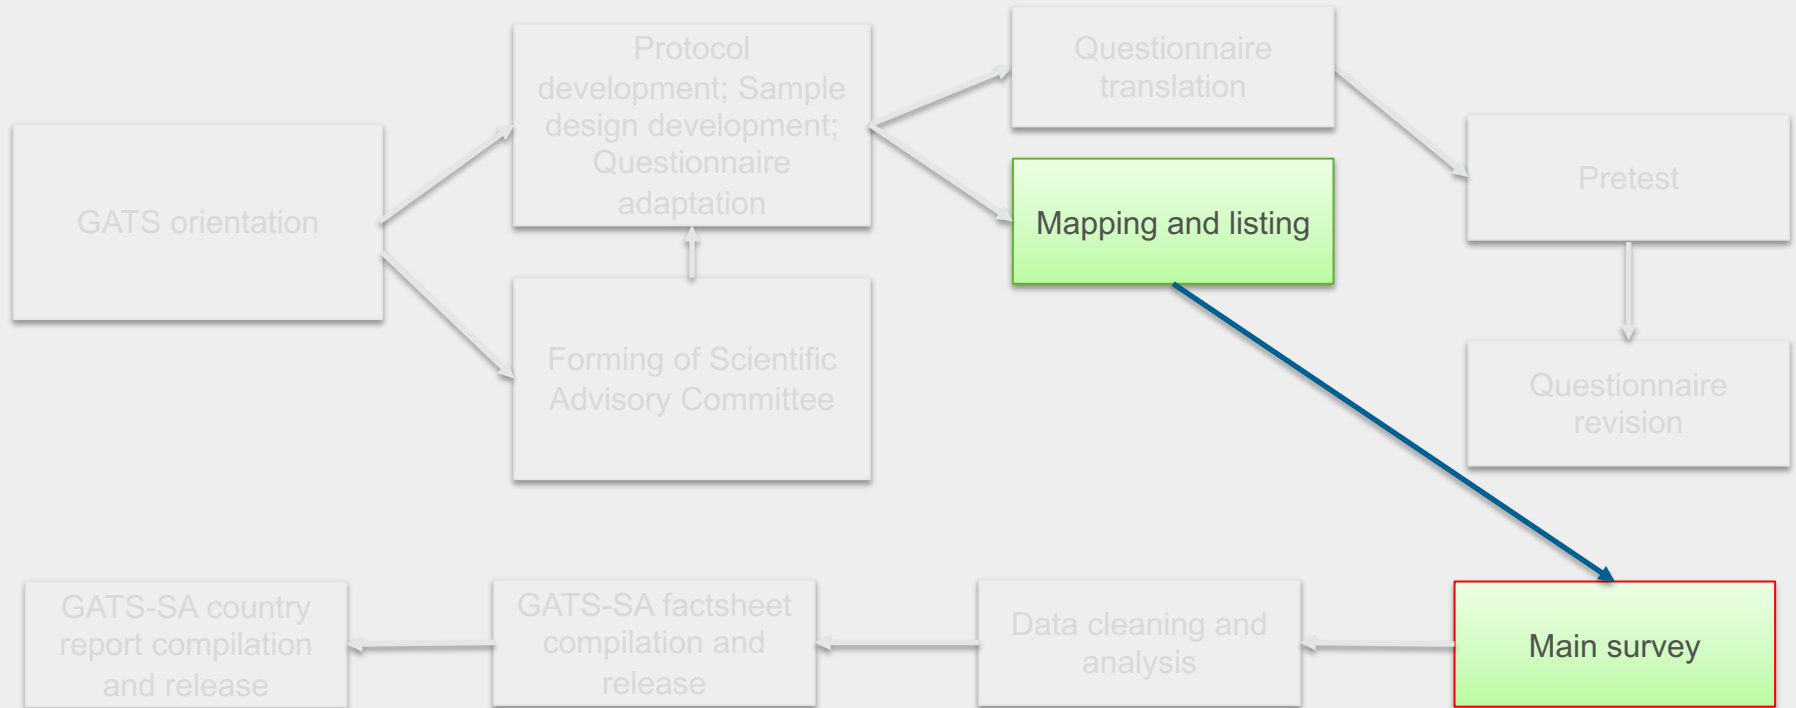 GATS orientation
Protocol
development; Sample
design development;
Questionnaire
adaptation
Forming of Scientific
Advisory Committee
Questionnaire
translation
Mapping and listing
Pretest
Questionnaire
revision
Main survey
Data cleaning and
analysis
GATS-SA factsheet
compilation and
release
GATS-SA country
report compilation
and release